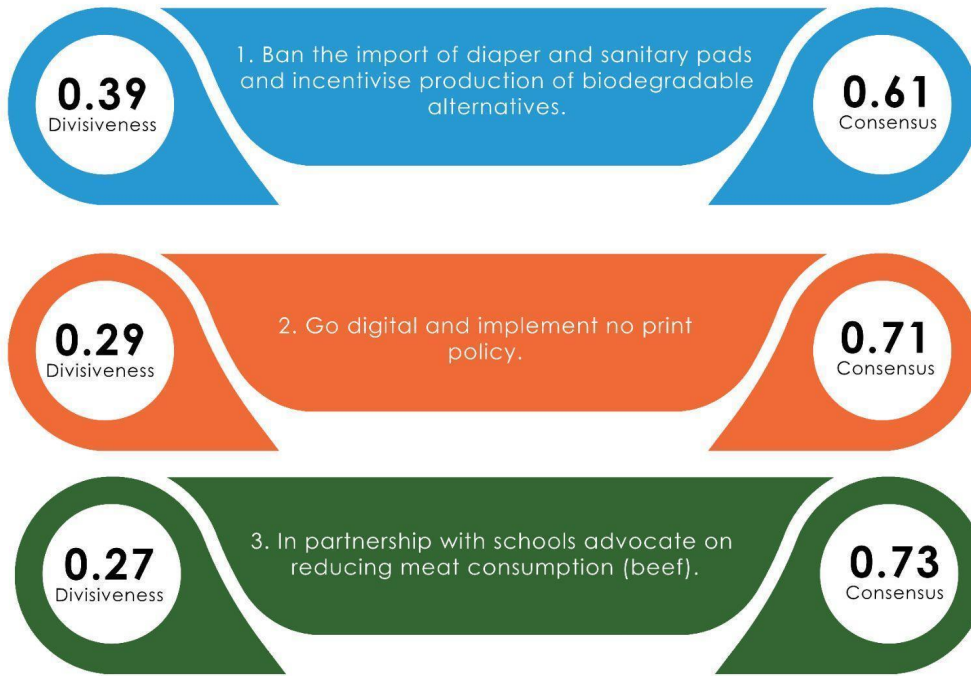 0.39
Divisiveness
1. Ban the import of diaper and sanitary pads
and incentivise production of biodegradable
alternatives.
0.61
Consensus
0.29
Divisiveness
2. Go digital and implement no print
policy.
0.71
Consensus
0.27
Divisiveness
3. In partnership with schools advocate on
reducing meat consumption (beef).
0.73
Consensus